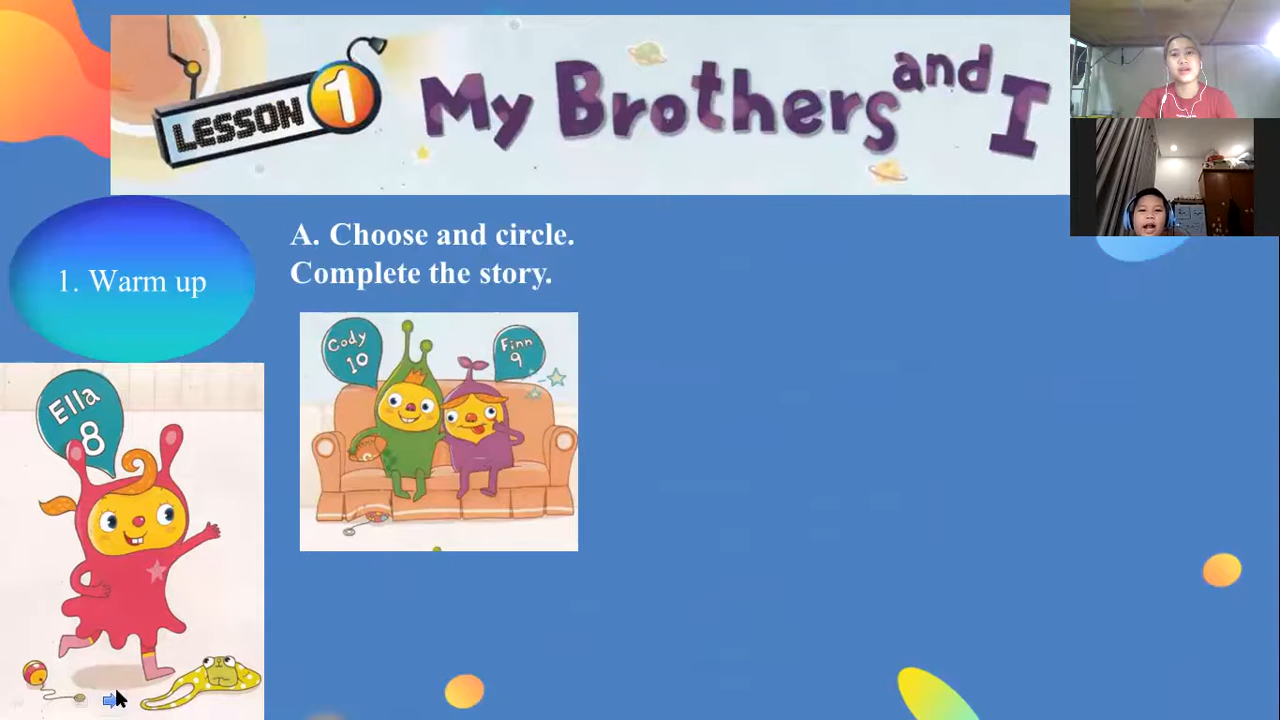 LESSON 1
My Brothers and I
1. Warm up
A. Choose and circle.
Complete the story.
Cody
10
Finn
9
Ella
8